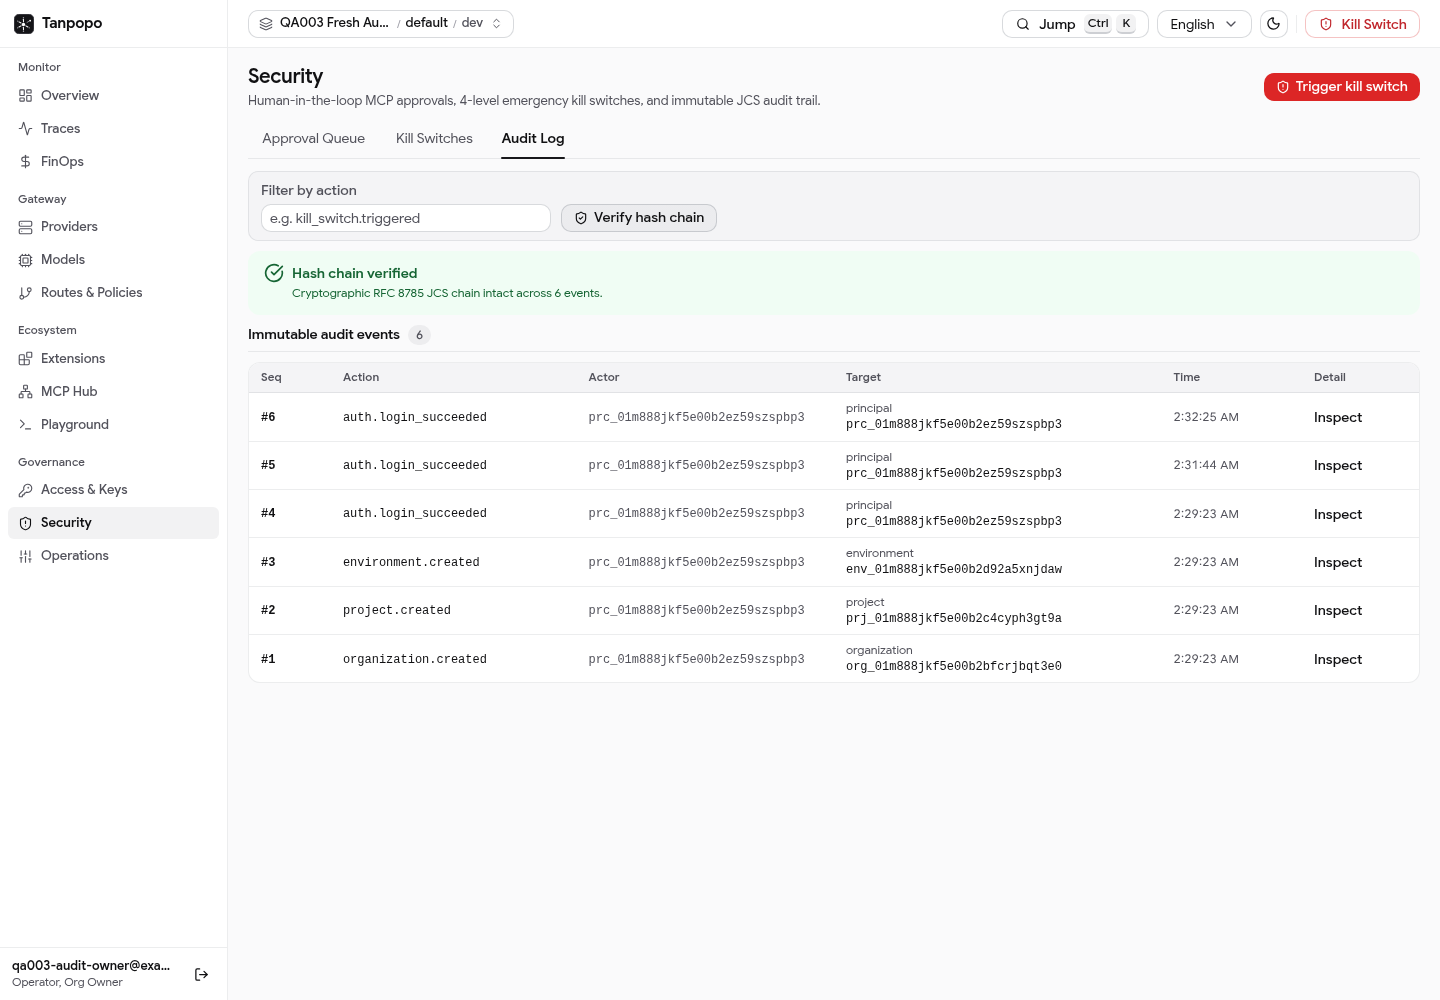 Tanpopo
QA003 Fresh Au... / default / dev
Jump Ctrl K
English
Kill Switch
Monitor
Overview
Traces
FinOps
Gateway
Providers
Models
Routes & Policies
Ecosystem
Extensions
MCP Hub
Playground
Governance
Access & Keys
Security
Operations
qa003-audit-owner@exa...
Operator, Org Owner
Security
Human-in-the-loop MCP approvals, 4-level emergency kill switches, and immutable JCS audit trail.
Trigger kill switch
Approval Queue Kill Switches Audit Log
Filter by action
e.g. kill_switch.triggered
Verify hash chain
Hash chain verified
Cryptographic RFC 8785 JCS chain intact across 6 events.
Immutable audit events 6
Seq Action Actor Target Time Detail
#6 auth.login_succeeded prc_01m888jkf5e00b2ez59szspbp3 principal prc_01m888jkf5e00b2ez59szspbp3 2:32:25 AM Inspect
#5 auth.login_succeeded prc_01m888jkf5e00b2ez59szspbp3 principal prc_01m888jkf5e00b2ez59szspbp3 2:31:44 AM Inspect
#4 auth.login_succeeded prc_01m888jkf5e00b2ez59szspbp3 principal prc_01m888jkf5e00b2ez59szspbp3 2:29:23 AM Inspect
#3 environment.created prc_01m888jkf5e00b2ez59szspbp3 environment env_01m888jkf5e00b2d92a5xnjdaw 2:29:23 AM Inspect
#2 project.created prc_01m888jkf5e00b2ez59szspbp3 project prj_01m888jkf5e00b2c4cyph3gt9a 2:29:23 AM Inspect
#1 organization.created prc_01m888jkf5e00b2ez59szspbp3 organization org_01m888jkf5e00b2bfcrjbqt3e0 2:29:23 AM Inspect